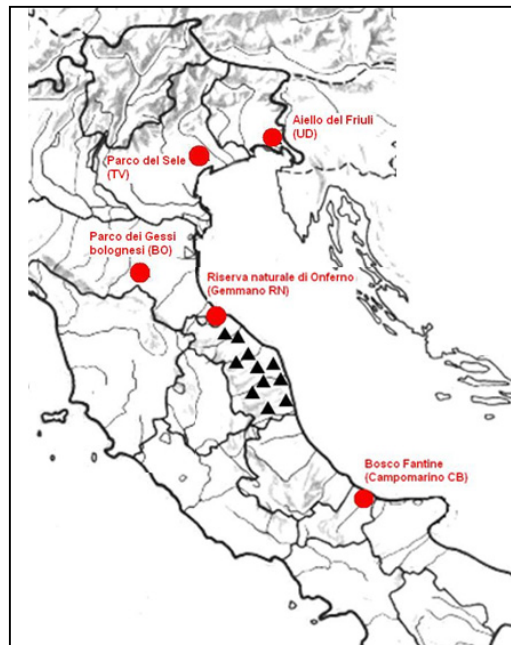 Aiello del Friuli
(UD)
Parco del Sele
(TV)
Parco dei Gessi
bolognesi (BO)
Riserva naturale di Onferno
(Gemmano RN)
Bosco Fantine
(Campomarino CB)